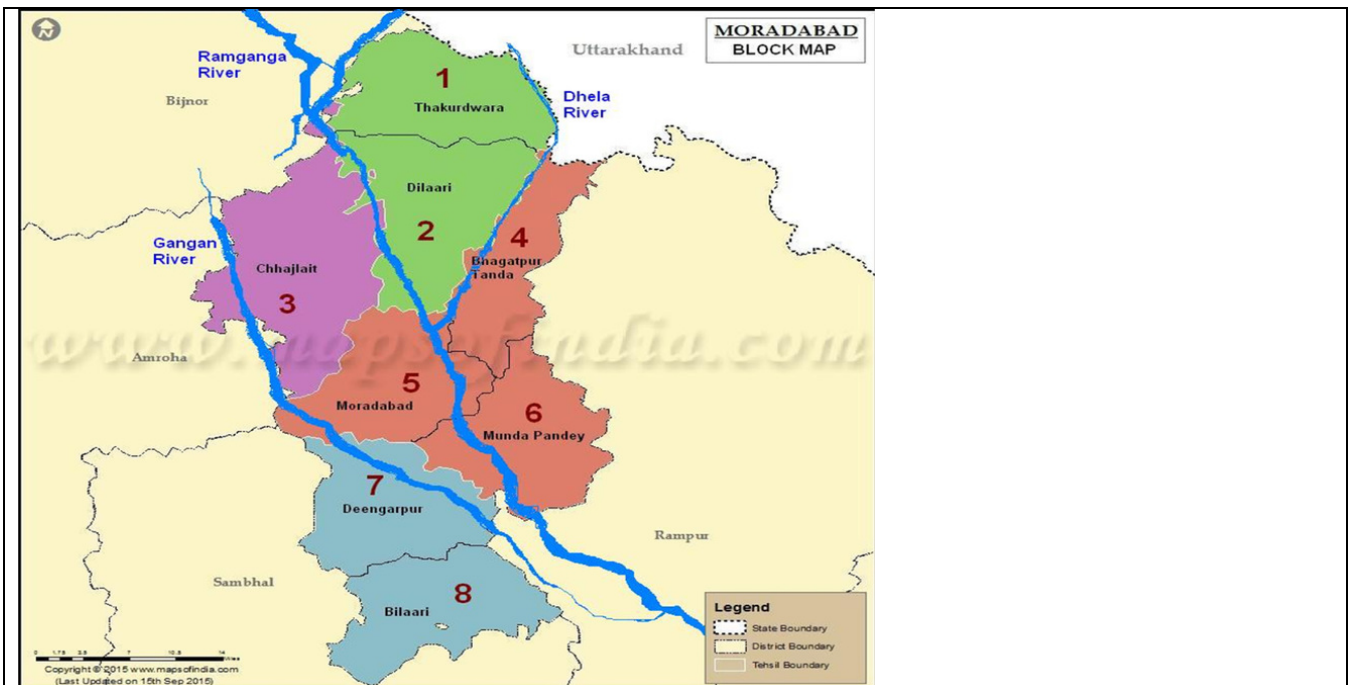 MORADABAD
BLOCK MAP
Uttarakhand
Ramganga
River
Bijnor
1
Thakurdwara
Dhela
River
Dilaari
2
4
Bhagatpur
Tanda
Gangan
River
Chhajlait
3
www.mapsofindia.com
Amroha
5
Moradabad
6
Munda Pandey
7
Deengarpur
Rampur
Sambhal
8
Bilaari
Legend
State Boundary
District Boundary
Tehsil Boundary
Copyright © 2015 www.mapsofindia.com
(Last Updated on 15th Sep 2015)